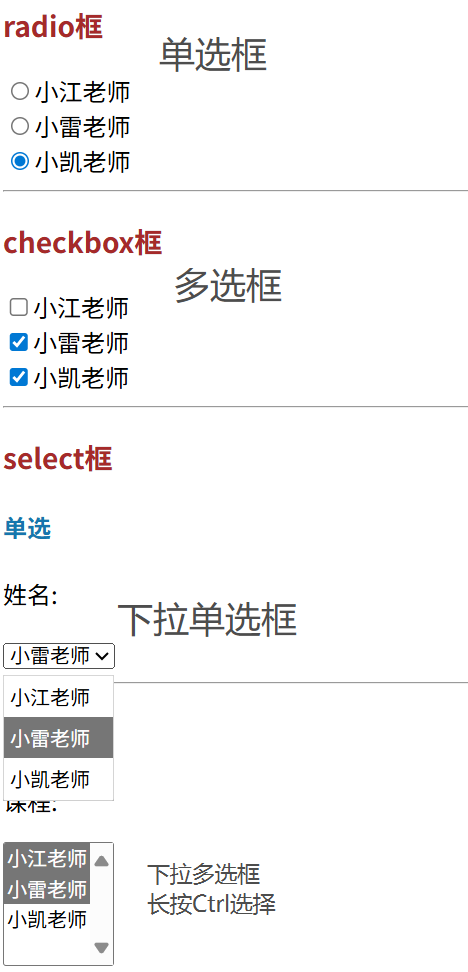 radio框
单选框
小江老师
小雷老师
小凯老师
checkbox框
多选框
小江老师
小雷老师
小凯老师
select框
单选
姓名:
下拉单选框
小雷老师
小江老师
小雷老师
小凯老师
课程:
小江老师
小雷老师
小凯老师
下拉多选框
长按Ctrl选择